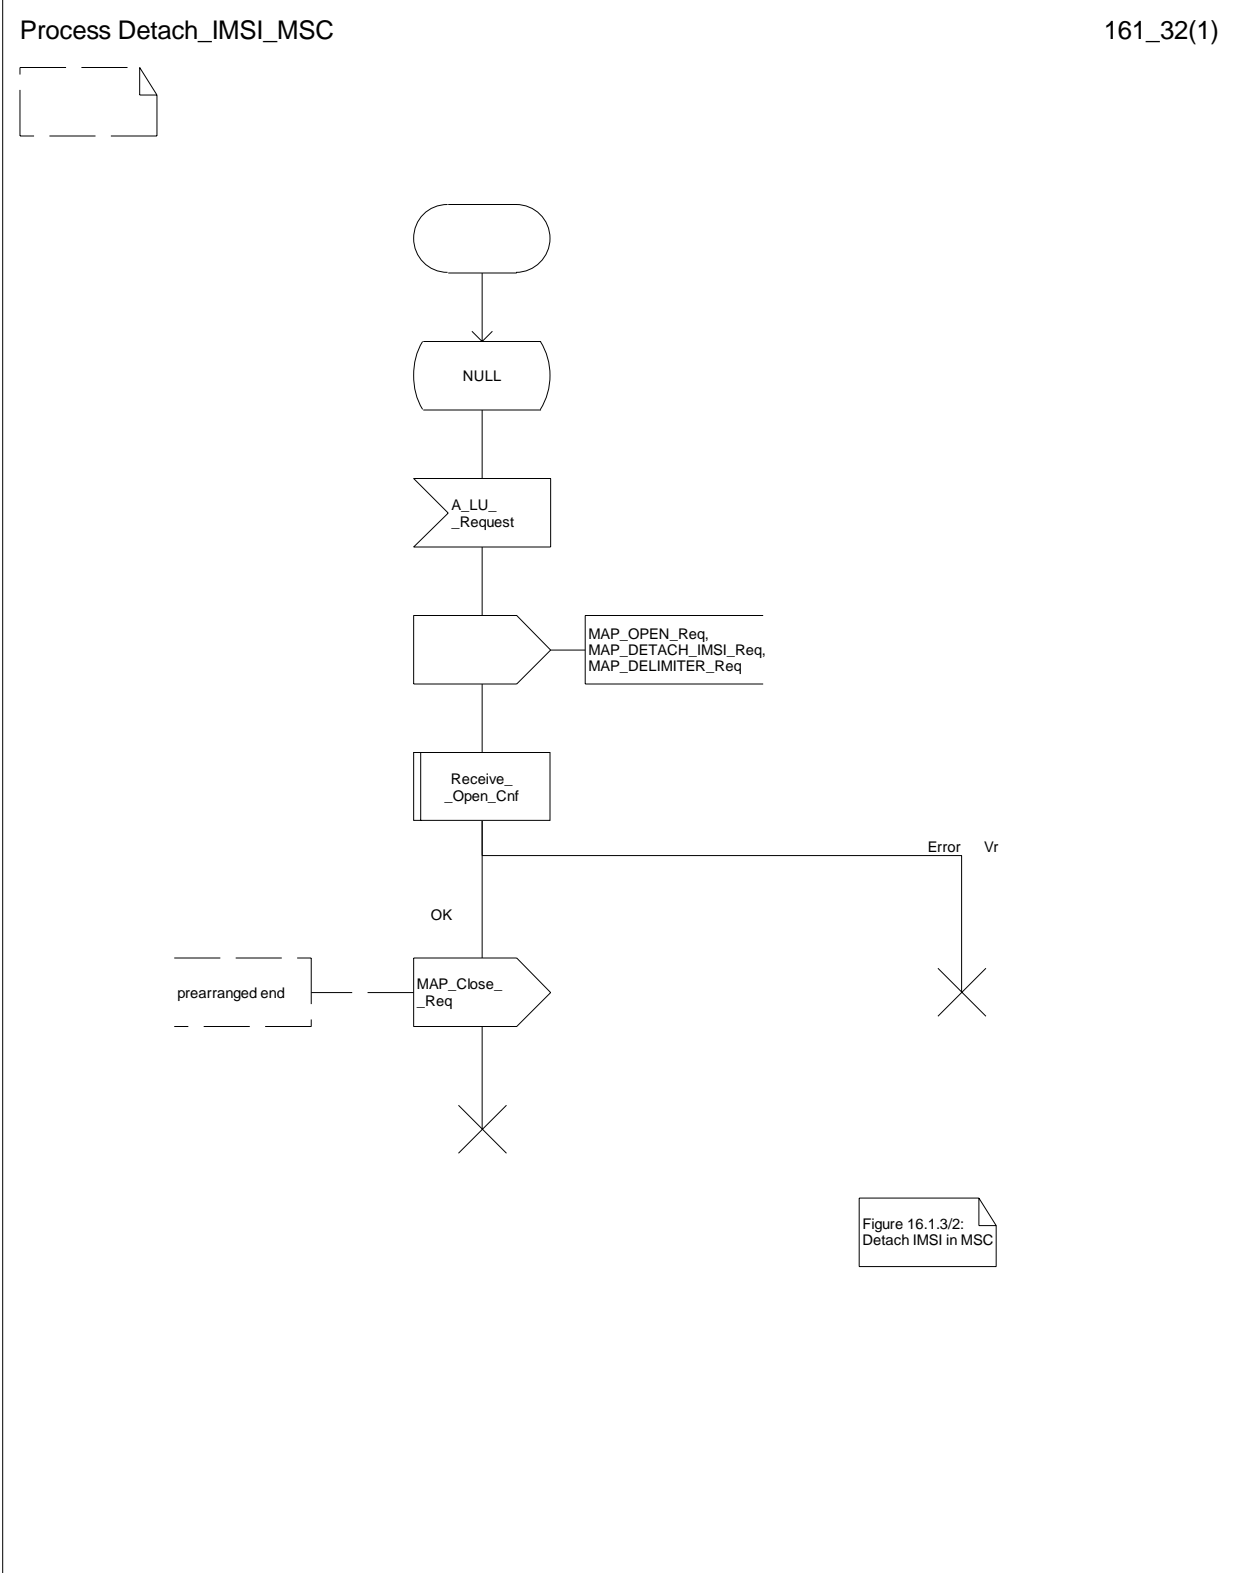 Process Detach_IMSI_MSC
161_32(1)
NULL
A_LU_
_Request
MAP_OPEN_Req,
MAP_DETACH_IMSI_Req,
MAP_DELIMITER_Req
Receive_
_Open_Cnf
Error
Vr
OK
prearranged end
MAP_Close_
_Req
Figure 16.1.3/2:
Detach IMSI in MSC